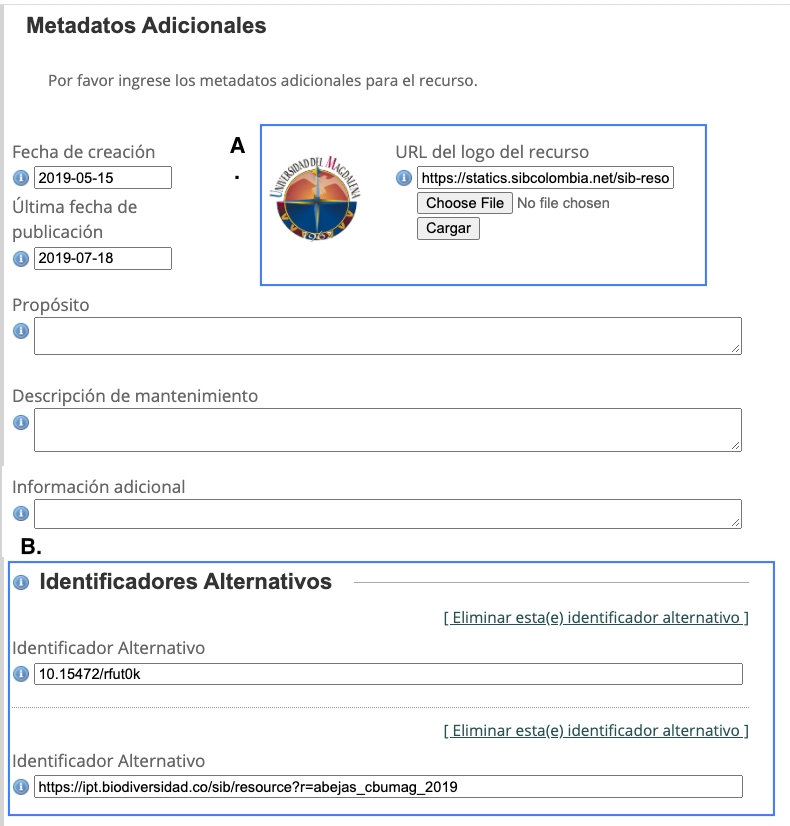 Metadatos Adicionales
Por favor ingrese los metadatos adicionales para el recurso.
Fecha de creación
2019-05-15
Última fecha de
publicación
2019-07-18
A
.
UNIVERSIDAD DEL MAGDALENA
1962
URL del logo del recurso
https://statics.sibcolombia.net/sib-reso
Choose File No file chosen
Cargar
Propósito
Descripción de mantenimiento
Información adicional
B.
Identificadores Alternativos
[ Eliminar esta(e) identificador alternativo ]
Identificador Alternativo
10.15472/rfut0k
[ Eliminar esta(e) identificador alternativo ]
Identificador Alternativo
https://ipt.biodiversidad.co/sib/resource?r=abejas_cbumag_2019